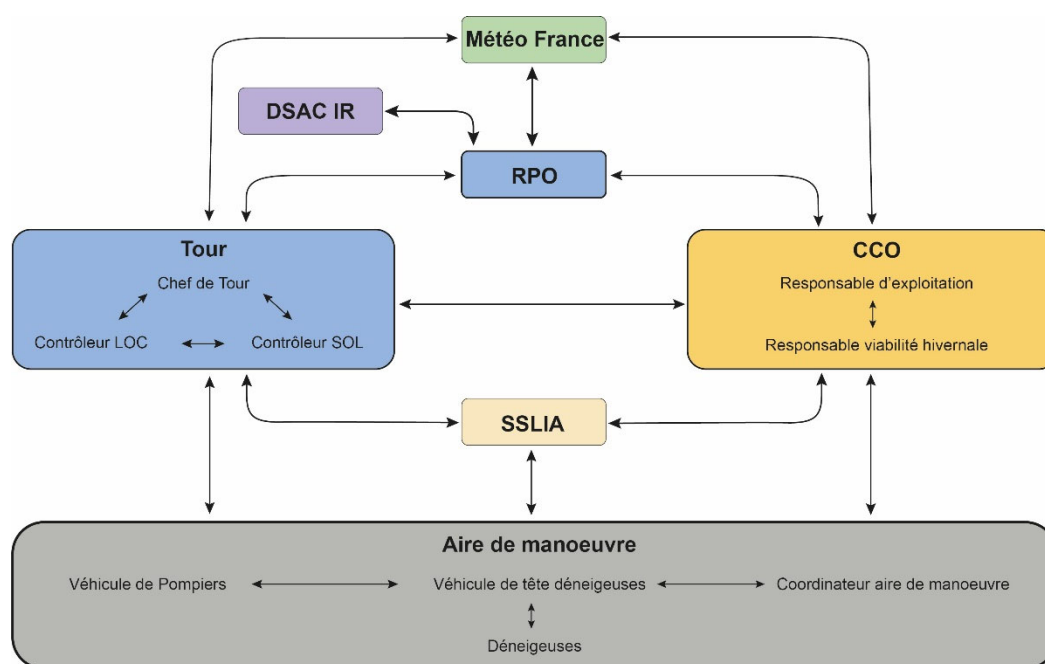 Météo France
DSAC IR
RPO
Tour
Chef de Tour
Contrôleur LOC
Contrôleur SOL
CCO
Responsable d'exploitation
Responsable viabilité hivernale
SSLIA
Aire de manoeuvre
Véhicule de Pompiers
Véhicule de tête déneigeuses
Coordinateur aire de manoeuvre
Déneigeuses